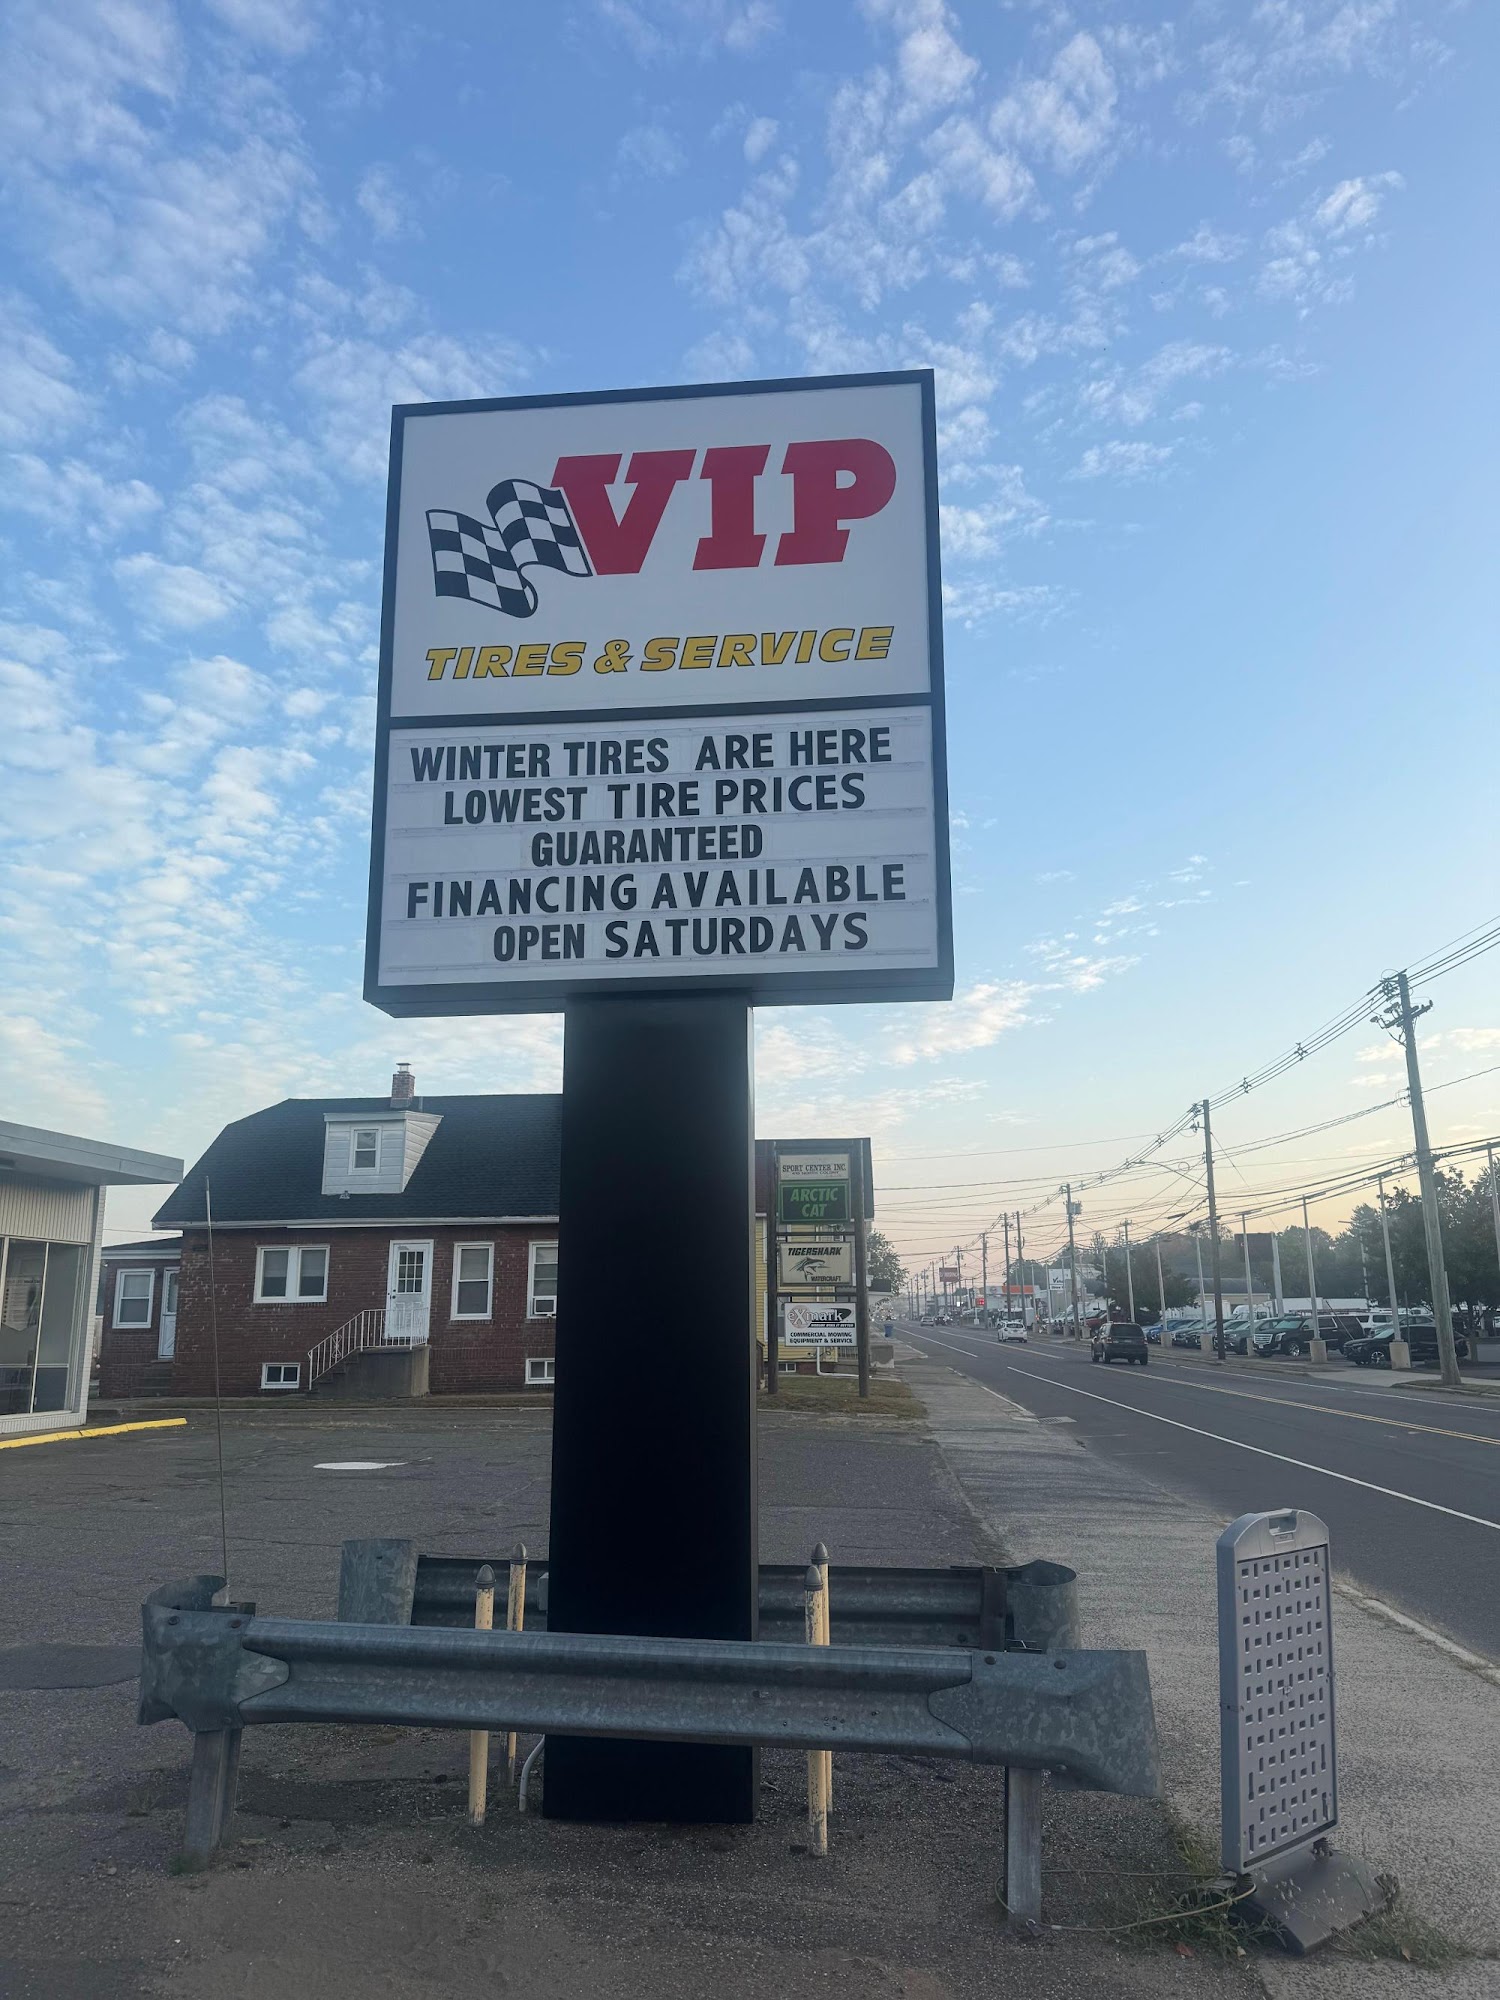 VIP
TIRES & SERVICE
WINTER TIRES ARE HERE
LOWEST TIRE PRICES
GUARANTEED
FINANCING AVAILABLE
OPEN SATURDAYS
SPORT CENTER INC.
ARCTIC
CAT
TIGERSHARK
WATERCRAFT
eXmark
COMMERCIAL MOWING
EQUIPMENT & SERVICE